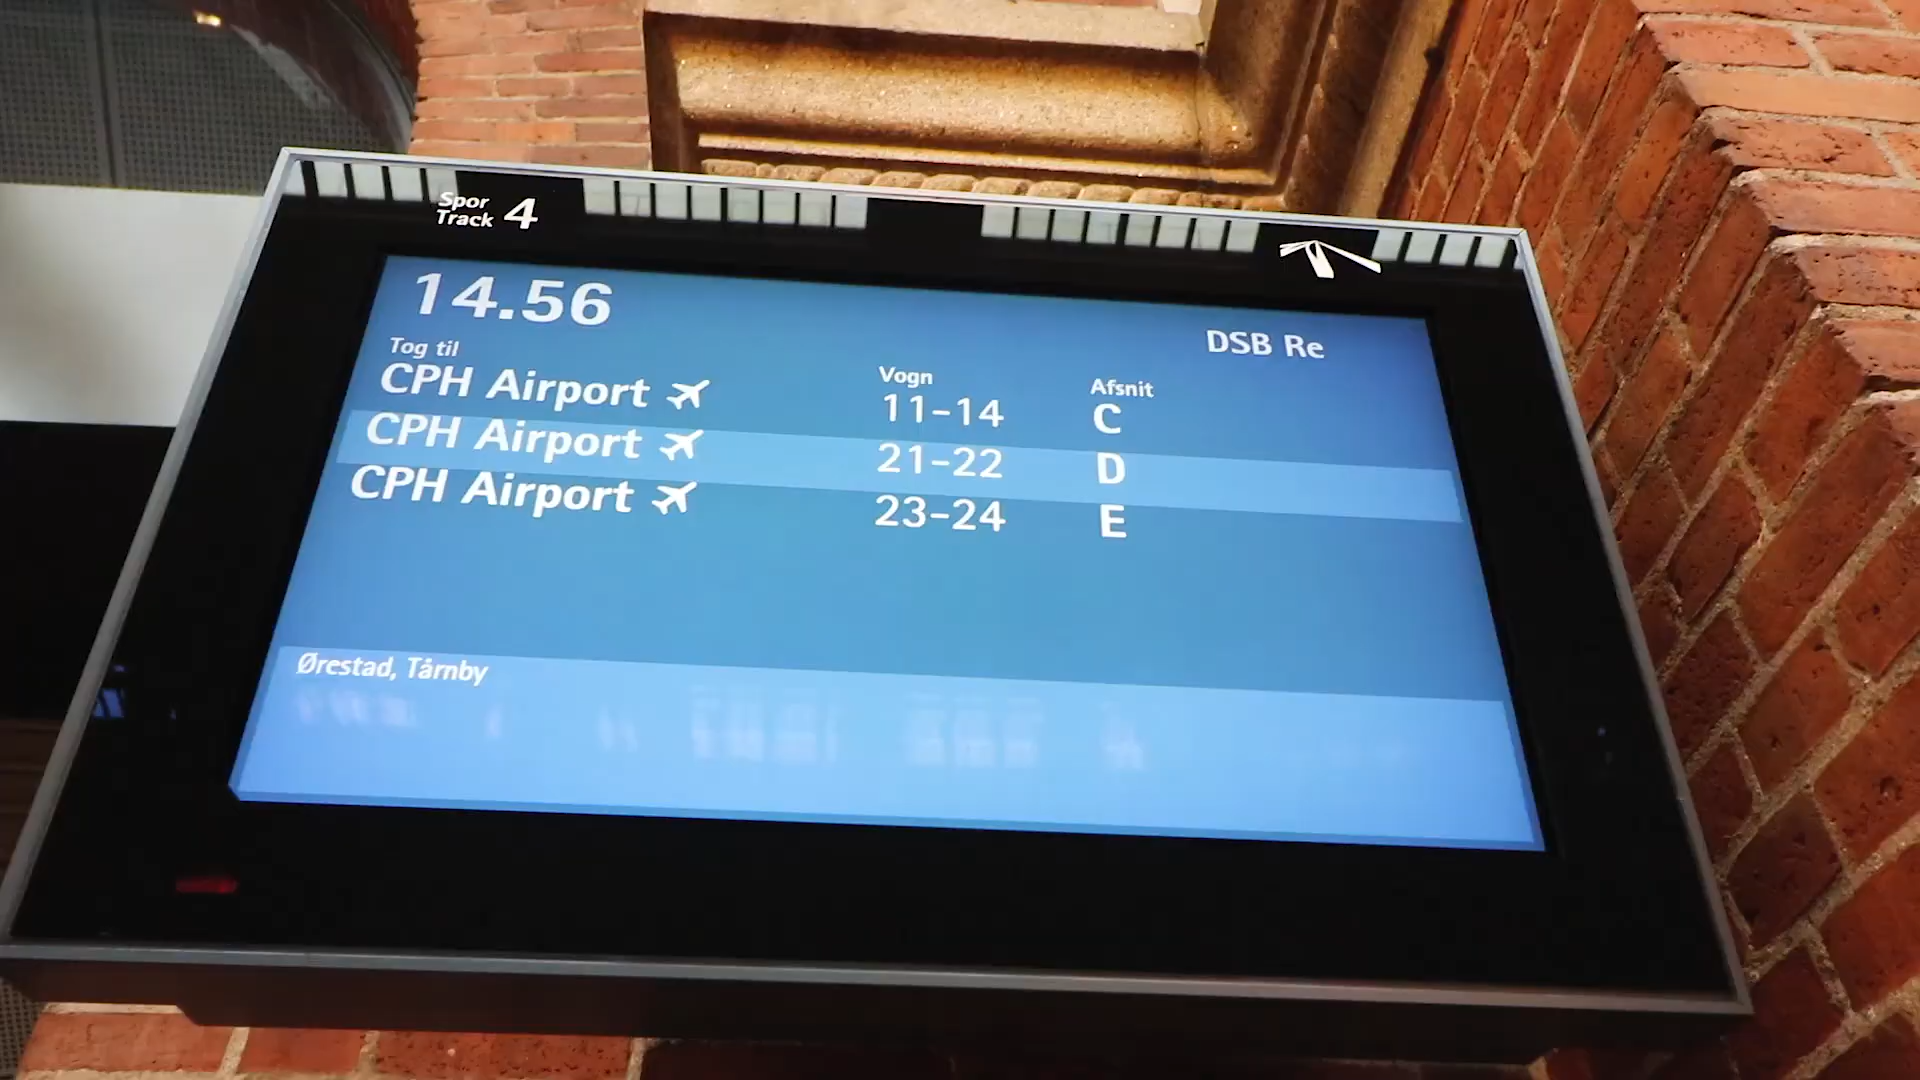 Spor
Track 4
14.56
DSB Re
Tog til
Vogn
Afsnit
CPH Airport 11-14 C
CPH Airport 21-22 D
CPH Airport 23-24 E
Ørestad, Tårnby